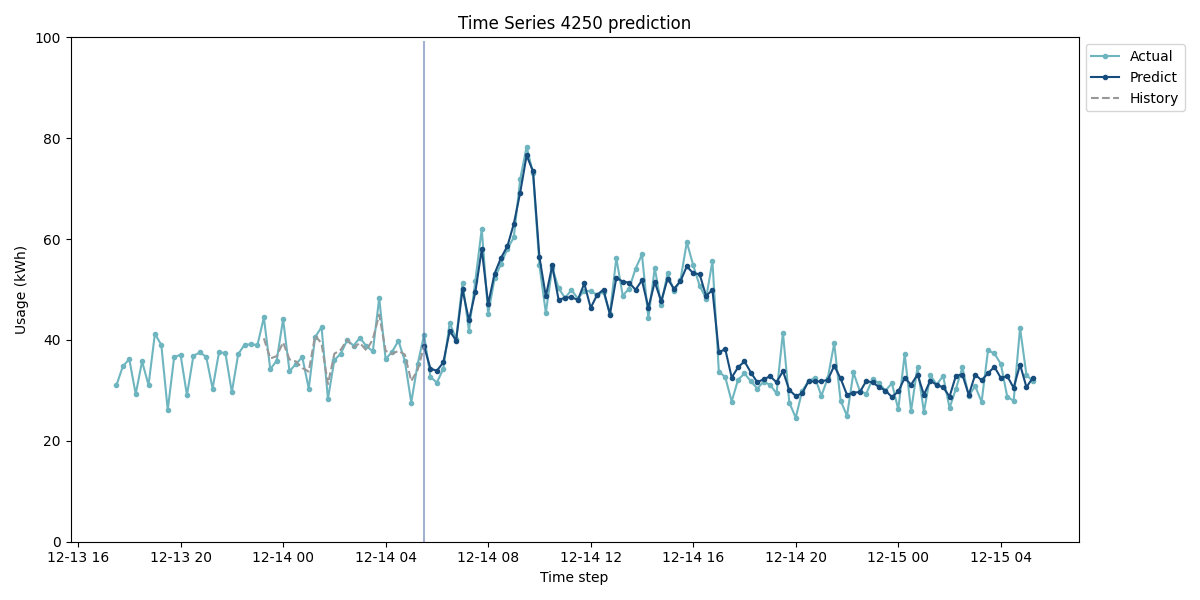 Time Series 4250 prediction
100
80
60
40
20
0
Usage (kWh)
12-13 16
12-13 20
12-14 00
12-14 04
12-14 08
12-14 12
12-14 16
12-14 20
12-15 00
12-15 04
Time step
Actual
Predict
History